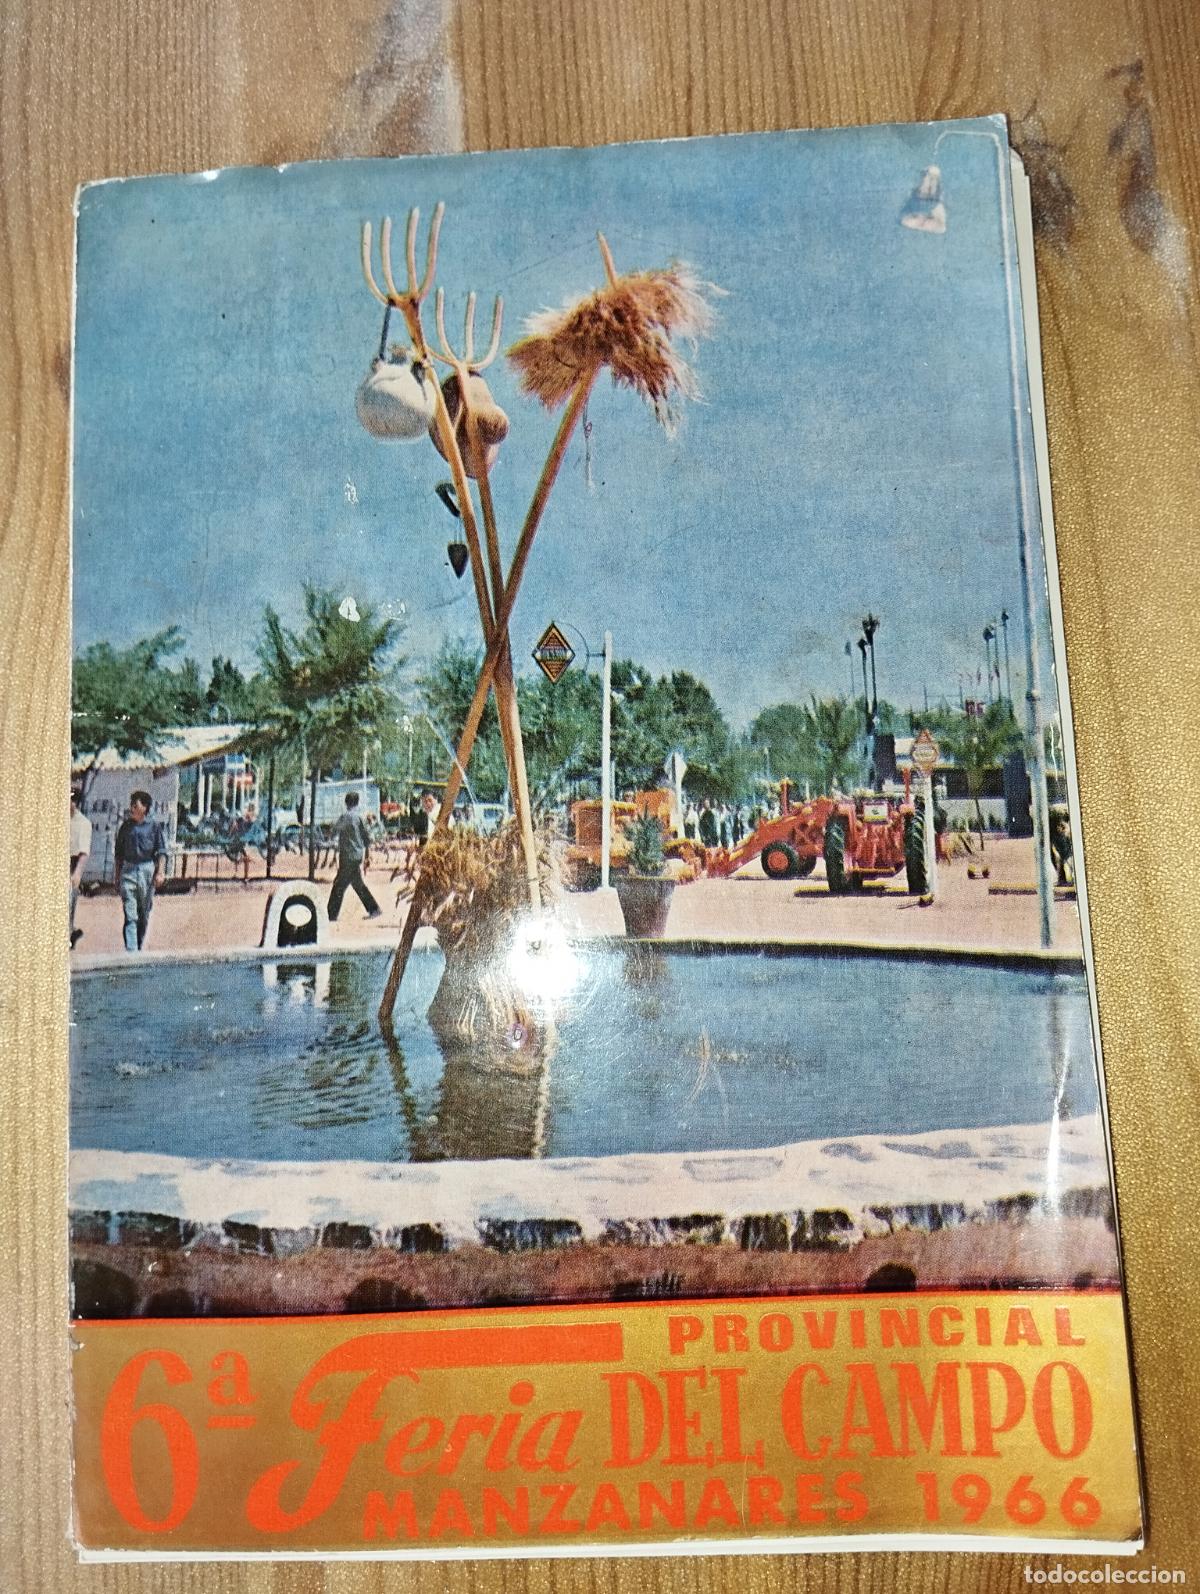 PROVINCIAL
6ª Feria DEL CAMPO
MANZANARES 1966
todocoleccion